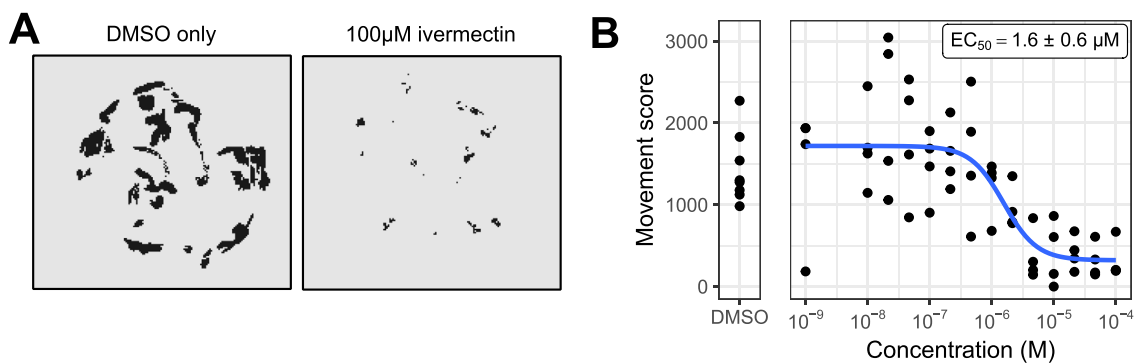 A
DMSO only
100µM ivermectin
B
Movement score
3000
2000
1000
0
DMSO
EC₅₀ = 1.6 ± 0.6 µM
10⁻⁹ 10⁻⁸ 10⁻⁷ 10⁻⁶ 10⁻⁵ 10⁻⁴
Concentration (M)